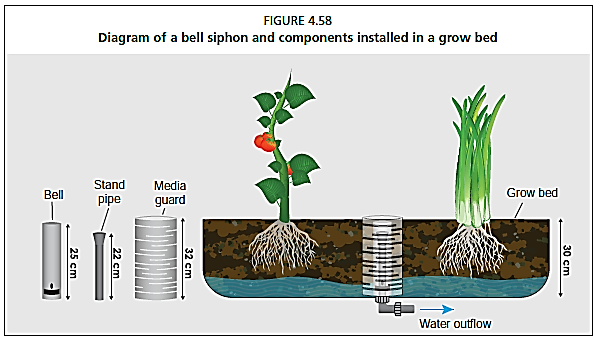 FIGURE 4.58
Diagram of a bell siphon and components installed in a grow bed
Bell
Stand
pipe
Media
guard
25 cm
22 cm
32 cm
Grow bed
30 cm
Water outflow